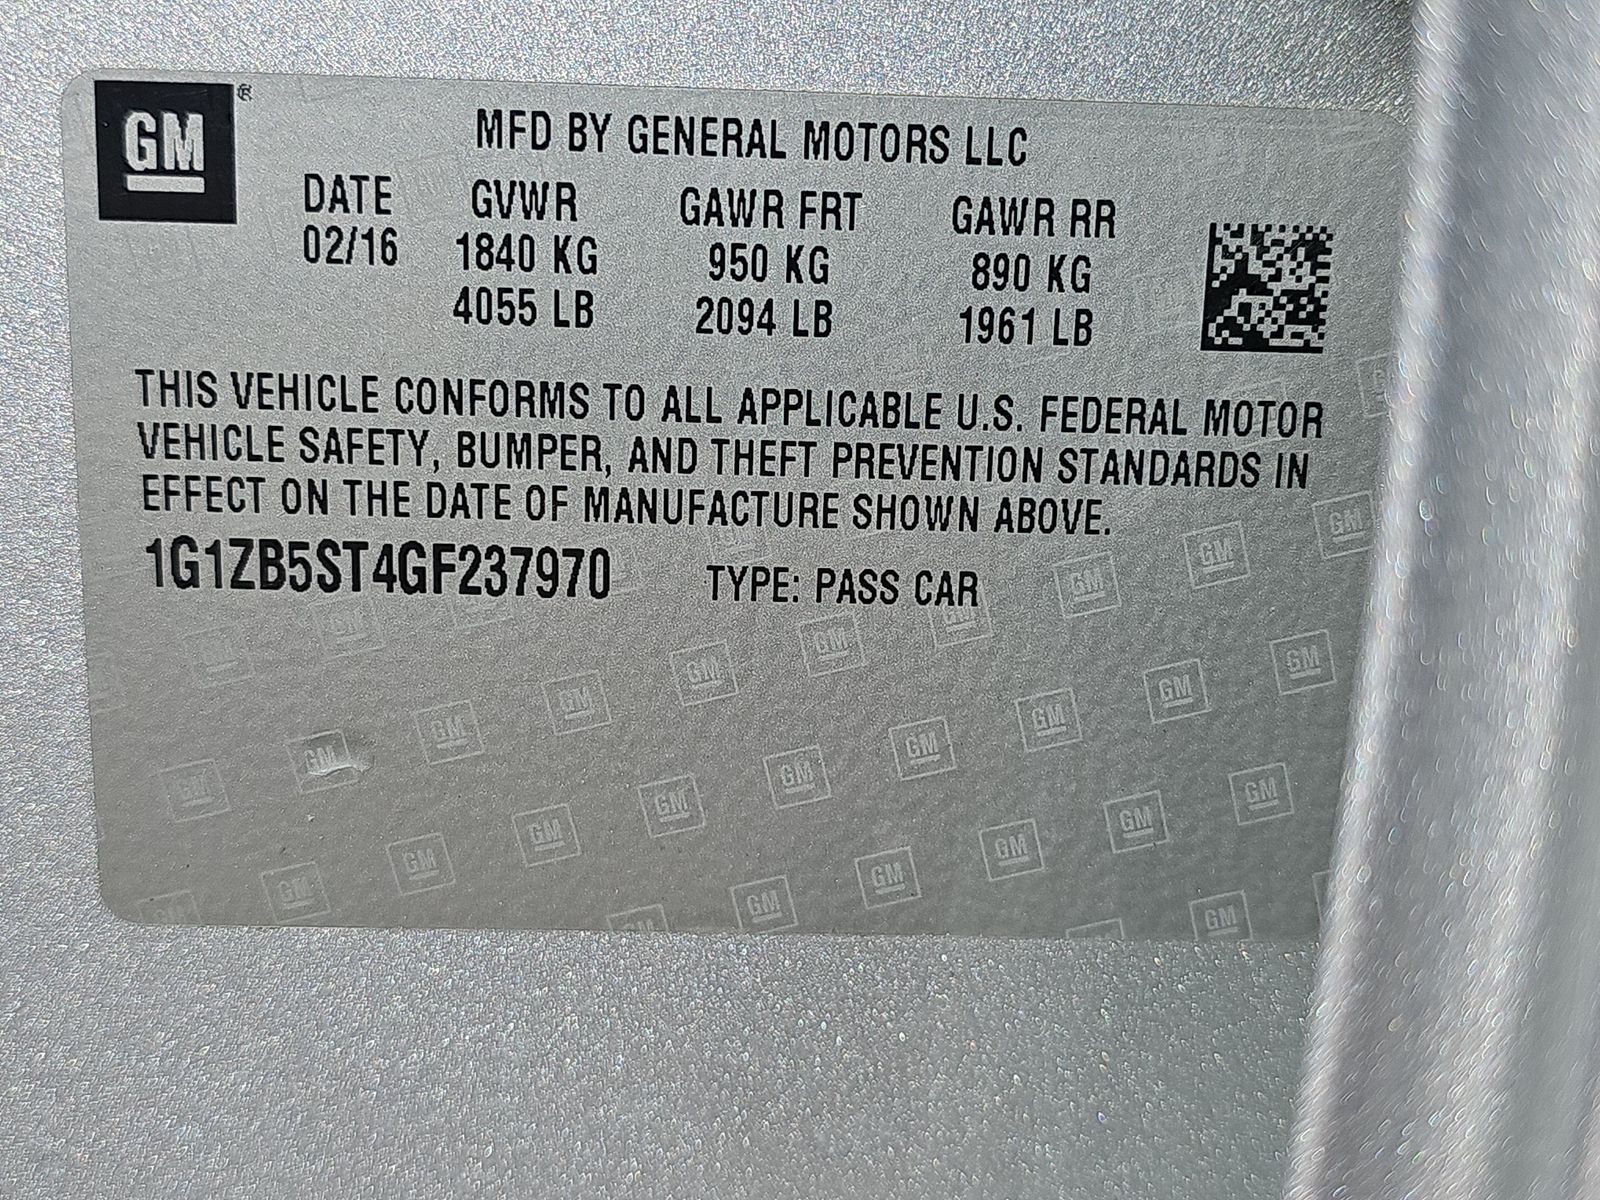 GM ®
MFD BY GENERAL MOTORS LLC
DATE GVWR GAWR FRT GAWR RR
02/16 1840 KG 950 KG 890 KG
4055 LB 2094 LB 1961 LB
THIS VEHICLE CONFORMS TO ALL APPLICABLE U.S. FEDERAL MOTOR
VEHICLE SAFETY, BUMPER, AND THEFT PREVENTION STANDARDS IN
EFFECT ON THE DATE OF MANUFACTURE SHOWN ABOVE.
1G1ZB5ST4GF237970 TYPE: PASS CAR